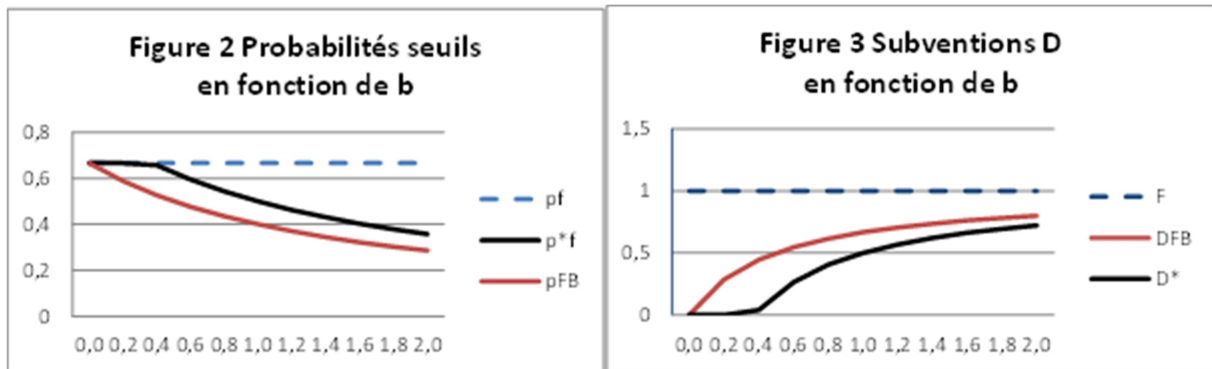 Figure 2 Probabilités seuils
en fonction de b
0,8
0,6
0,4
0,2
0
0,0 0,2 0,4 0,6 0,8 1,0 1,2 1,4 1,6 1,8 2,0
pf
p*f
pFB
Figure 3 Subventions D
en fonction de b
1,5
1
0,5
0
0,0 0,2 0,4 0,6 0,8 1,0 1,2 1,4 1,6 1,8 2,0
F
DFB
D*